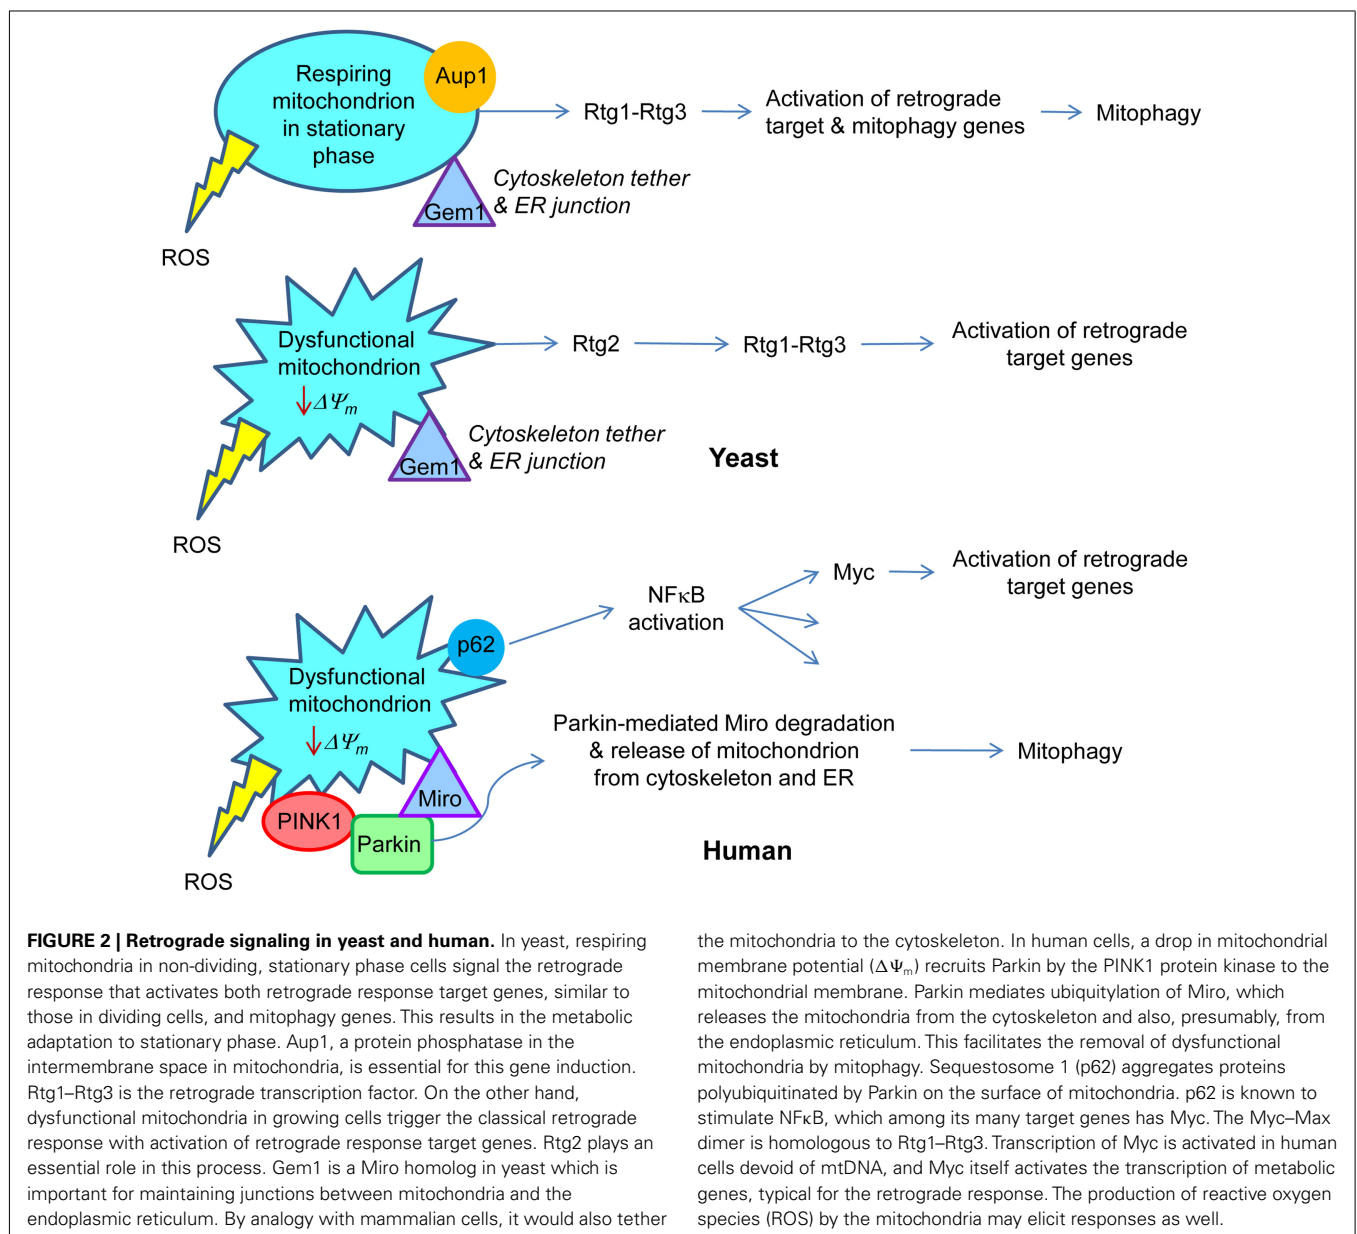 Respiring
mitochondrion
in stationary
phase
Aup1
Rtg1-Rtg3
Activation of retrograde
target & mitophagy genes
Mitophagy
Cytoskeleton tether
& ER junction
Gem1
ROS
Dysfunctional
mitochondrion
ΔΨm
Rtg2
Rtg1-Rtg3
Activation of retrograde
target genes
Cytoskeleton tether
& ER junction
Gem1
Yeast
ROS
Myc
Activation of retrograde
target genes
NFκB
activation
p62
Dysfunctional
mitochondrion
ΔΨm
Parkin-mediated Miro degradation
& release of mitochondrion
from cytoskeleton and ER
Mitophagy
Miro
PINK1
Parkin
Human
ROS
FIGURE 2 | Retrograde signaling in yeast and human. In yeast, respiring
mitochondria in non-dividing, stationary phase cells signal the retrograde
response that activates both retrograde response target genes, similar to
those in dividing cells, and mitophagy genes. This results in the metabolic
adaptation to stationary phase. Aup1, a protein phosphatase in the
intermembrane space in mitochondria, is essential for this gene induction.
Rtg1–Rtg3 is the retrograde transcription factor. On the other hand,
dysfunctional mitochondria in growing cells trigger the classical retrograde
response with activation of retrograde response target genes. Rtg2 plays an
essential role in this process. Gem1 is a Miro homolog in yeast which is
important for maintaining junctions between mitochondria and the
endoplasmic reticulum. By analogy with mammalian cells, it would also tether
the mitochondria to the cytoskeleton. In human cells, a drop in mitochondrial
membrane potential (ΔΨm) recruits Parkin by the PINK1 protein kinase to the
mitochondrial membrane. Parkin mediates ubiquitylation of Miro, which
releases the mitochondria from the cytoskeleton and also, presumably, from
the endoplasmic reticulum. This facilitates the removal of dysfunctional
mitochondria by mitophagy. Sequestosome 1 (p62) aggregates proteins
polyubiquitinated by Parkin on the surface of mitochondria. p62 is known to
stimulate NFκB, which among its many target genes has Myc. The Myc–Max
dimer is homologous to Rtg1–Rtg3. Transcription of Myc is activated in human
cells devoid of mtDNA, and Myc itself activates the transcription of metabolic
genes, typical for the retrograde response. The production of reactive oxygen
species (ROS) by the mitochondria may elicit responses as well.